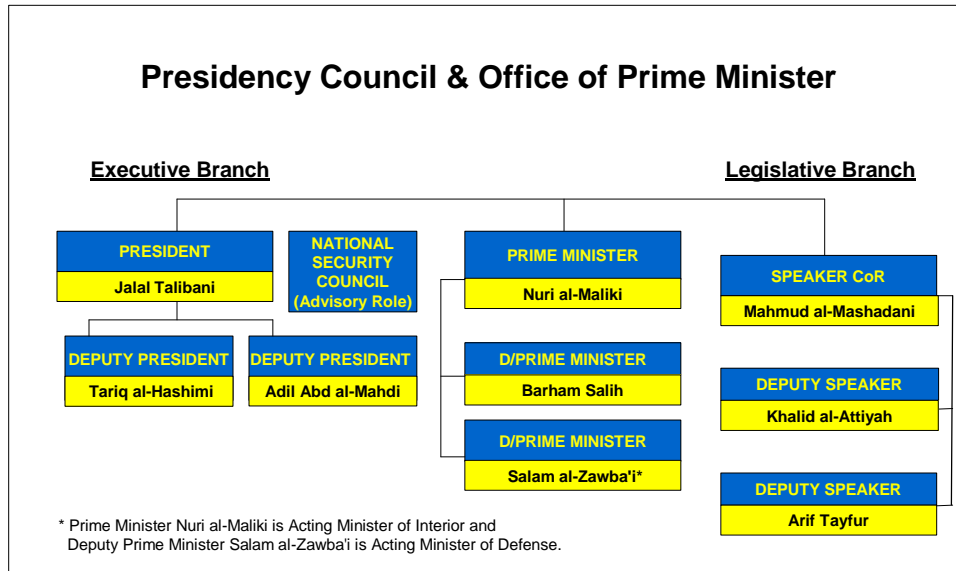 Presidency Council & Office of Prime Minister
Executive Branch
Legislative Branch
PRESIDENT
Jalal Talibani
NATIONAL
SECURITY
COUNCIL
(Advisory Role)
PRIME MINISTER
Nuri al-Maliki
SPEAKER CoR
Mahmud al-Mashadani
DEPUTY PRESIDENT
Tariq al-Hashimi
DEPUTY PRESIDENT
Adil Abd al-Mahdi
D/PRIME MINISTER
Barham Salih
DEPUTY SPEAKER
Khalid al-Attiyah
D/PRIME MINISTER
Salam al-Zawba'i*
DEPUTY SPEAKER
Arif Tayfur
* Prime Minister Nuri al-Maliki is Acting Minister of Interior and
Deputy Prime Minister Salam al-Zawba'i is Acting Minister of Defense.